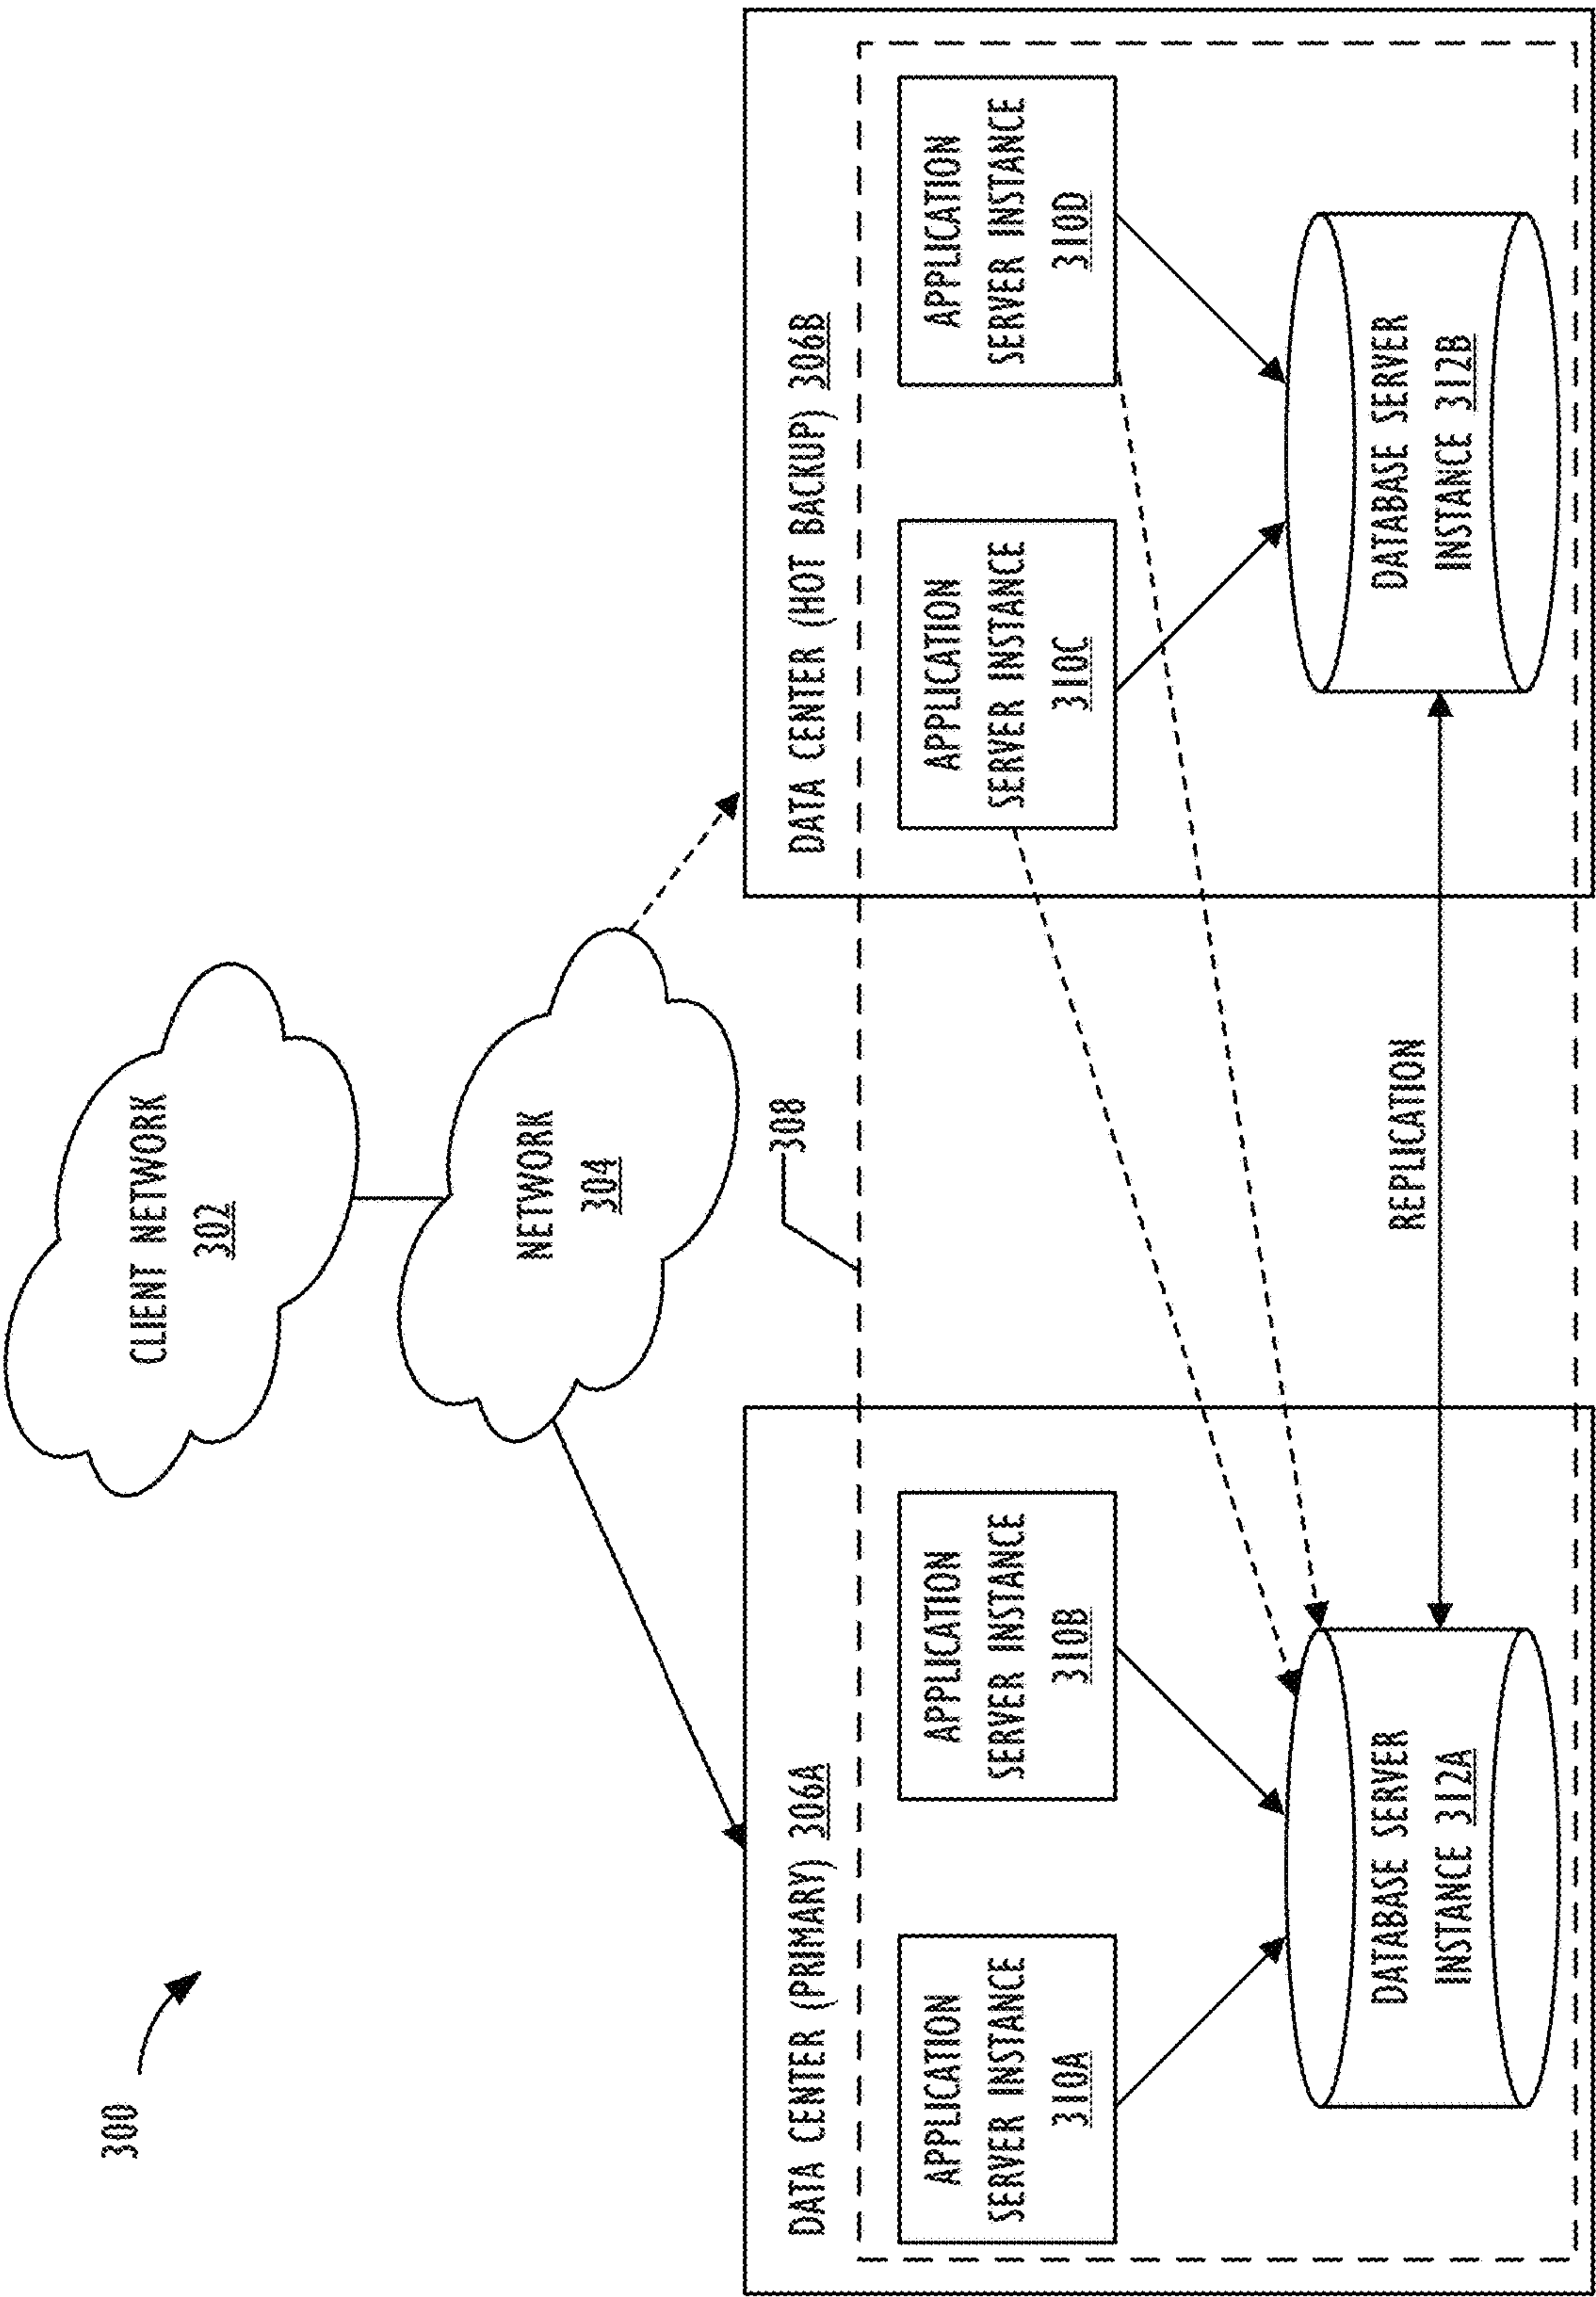 300
CLIENT NETWORK
302
NETWORK
304
308
DATA CENTER (PRIMARY) 306A
APPLICATION
SERVER INSTANCE
310A
APPLICATION
SERVER INSTANCE
310B
DATABASE SERVER
INSTANCE 312A
REPLICATION
DATA CENTER (HOT BACKUP) 306B
APPLICATION
SERVER INSTANCE
310C
APPLICATION
SERVER INSTANCE
310D
DATABASE SERVER
INSTANCE 312B